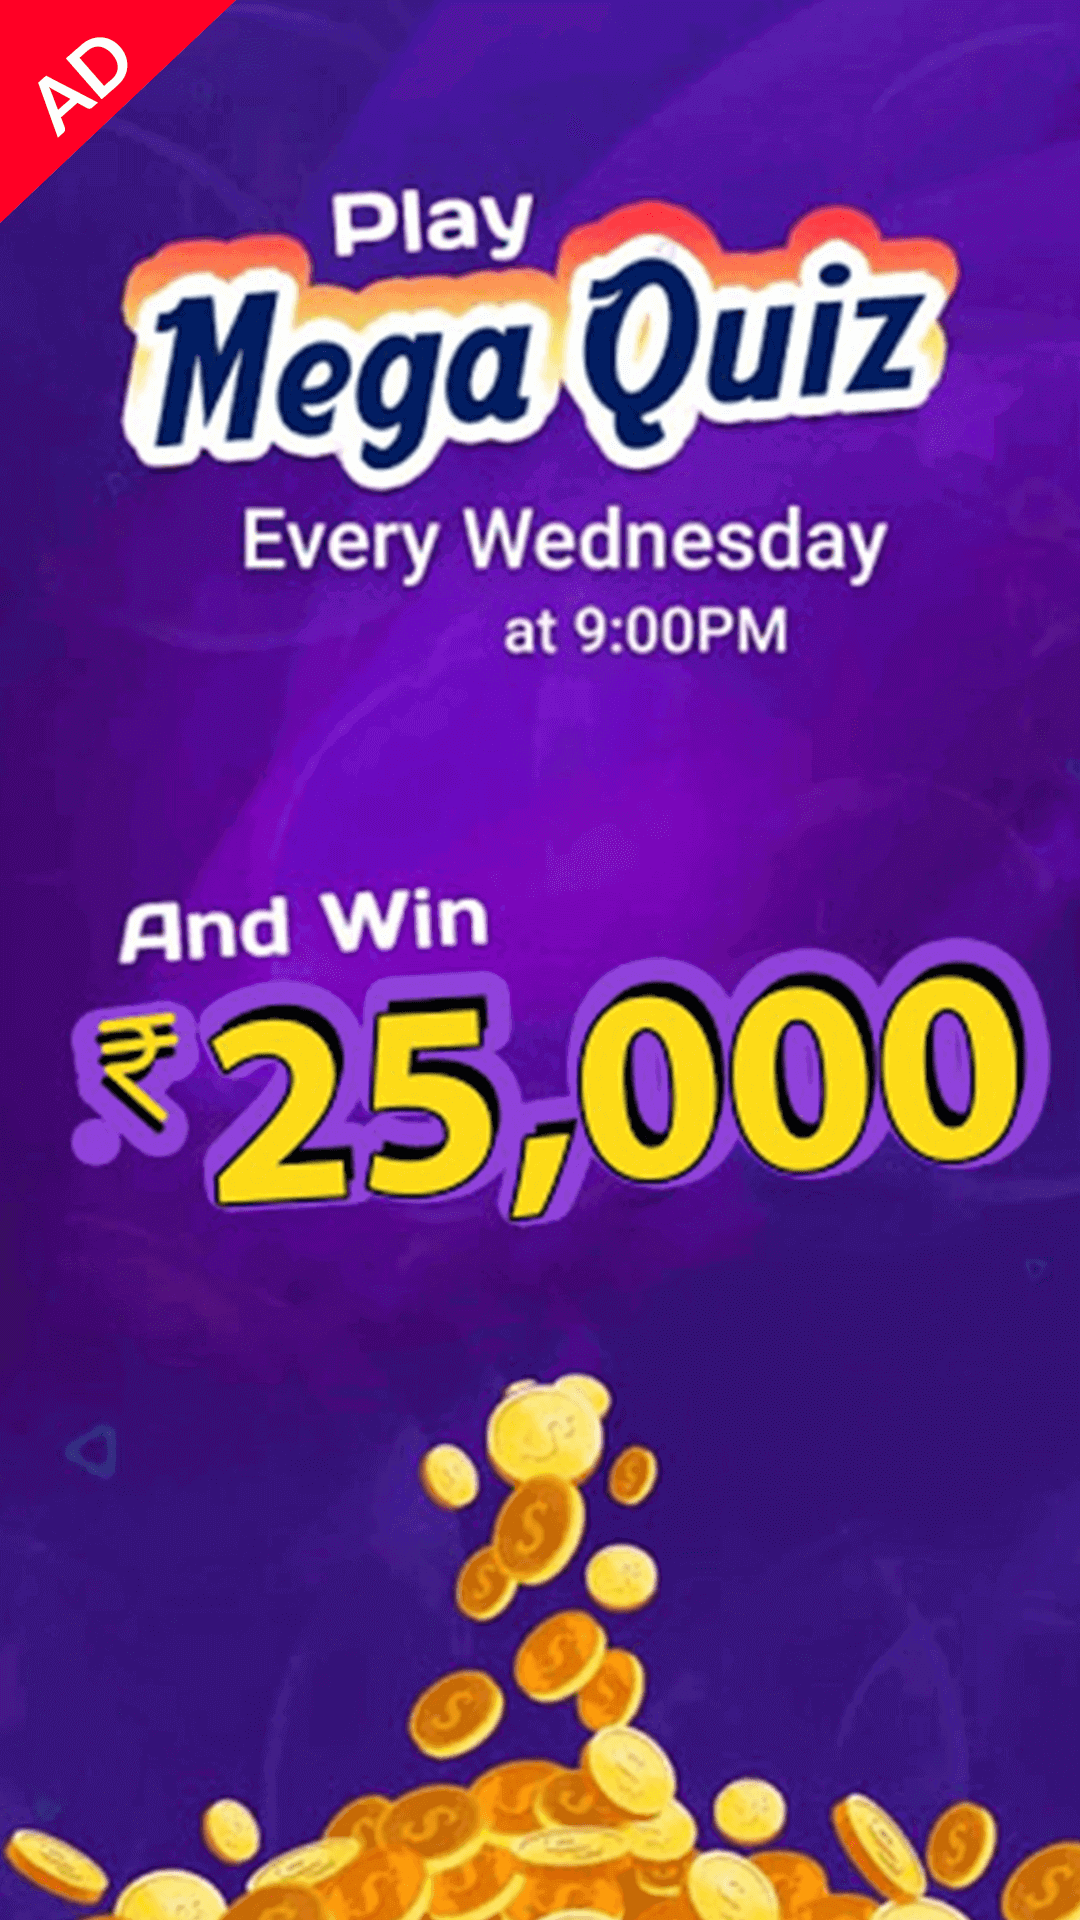 AD
Play
Mega Quiz
Every Wednesday
at 9:00PM
And Win
₹25,000